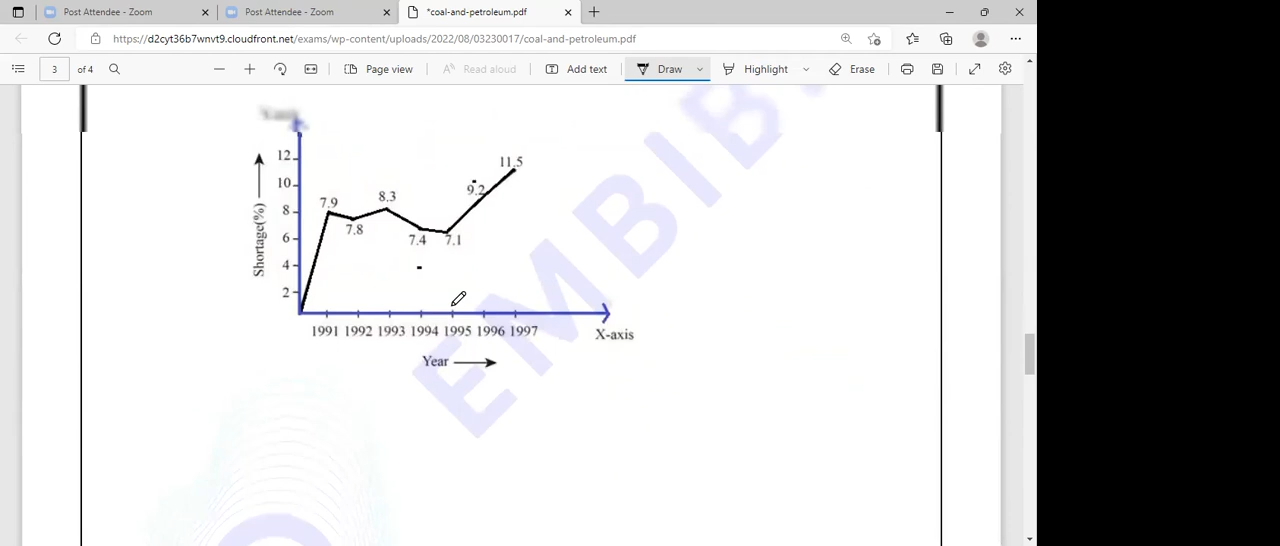 Post Attendee - Zoom
Post Attendee - Zoom
*coal-and-petroleum.pdf
https://d2cyt36b7wnvt9.cloudfront.net/exams/wp-content/uploads/2022/08/03230017/coal-and-petroleum.pdf
3 of 4
Page view
Read aloud
Add text
Draw
Highlight
Erase
12
10
8
6
4
2
Shortage(%)
7.9
7.8
8.3
7.4
7.1
9.2
11.5
1991 1992 1993 1994 1995 1996 1997
X-axis
Year
EMBIB